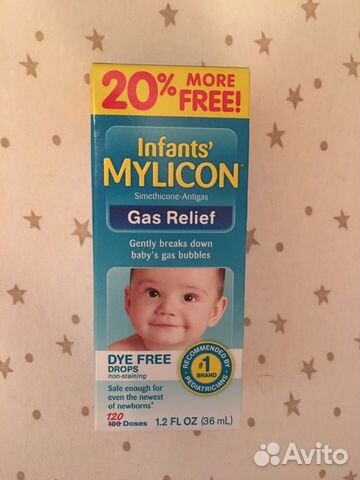 20% MORE
FREE!
Infants'
MYLICON®
Simethicone-Antigas
Gas Relief
Gently breaks down
baby's gas bubbles
DYE FREE
DROPS
non-staining
Safe enough for
even the newest
of newborns*
120
100 Doses
RECOMMENDED BY
#1
BRAND
PEDIATRICIANS
1.2 FL OZ (36 mL)
Avito